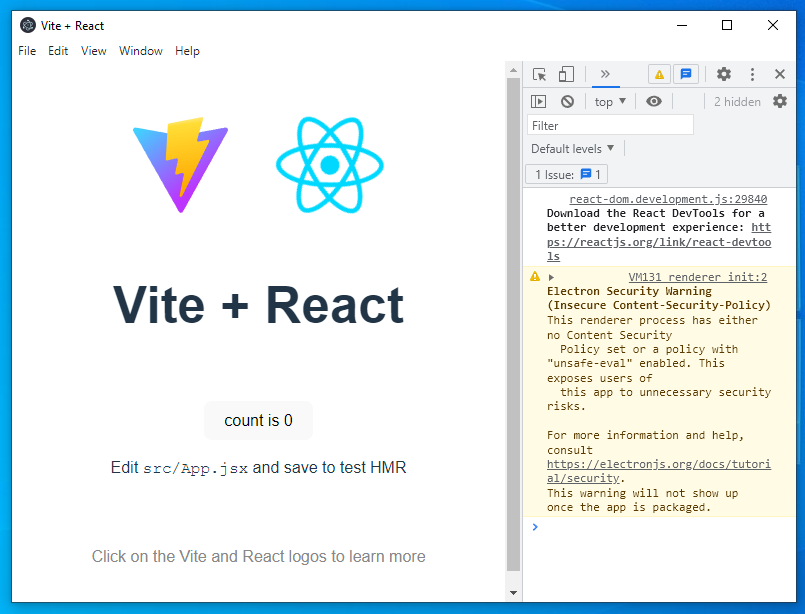 Vite + React
File Edit View Window Help
top
2 hidden
Filter
Default levels
1 Issue: 1
react-dom.development.js:29840
Download the React DevTools for a
better development experience: htt
ps://reactjs.org/link/react-devtoo
ls
VM131 renderer_init:2
Electron Security Warning
(Insecure Content-Security-Policy)
This renderer process has either
no Content Security
Policy set or a policy with
"unsafe-eval" enabled. This
exposes users of
this app to unnecessary security
risks.
For more information and help,
consult
https://electronjs.org/docs/tutori
al/security.
This warning will not show up
once the app is packaged.
Vite + React
count is 0
Edit src/App.jsx and save to test HMR
Click on the Vite and React logos to learn more